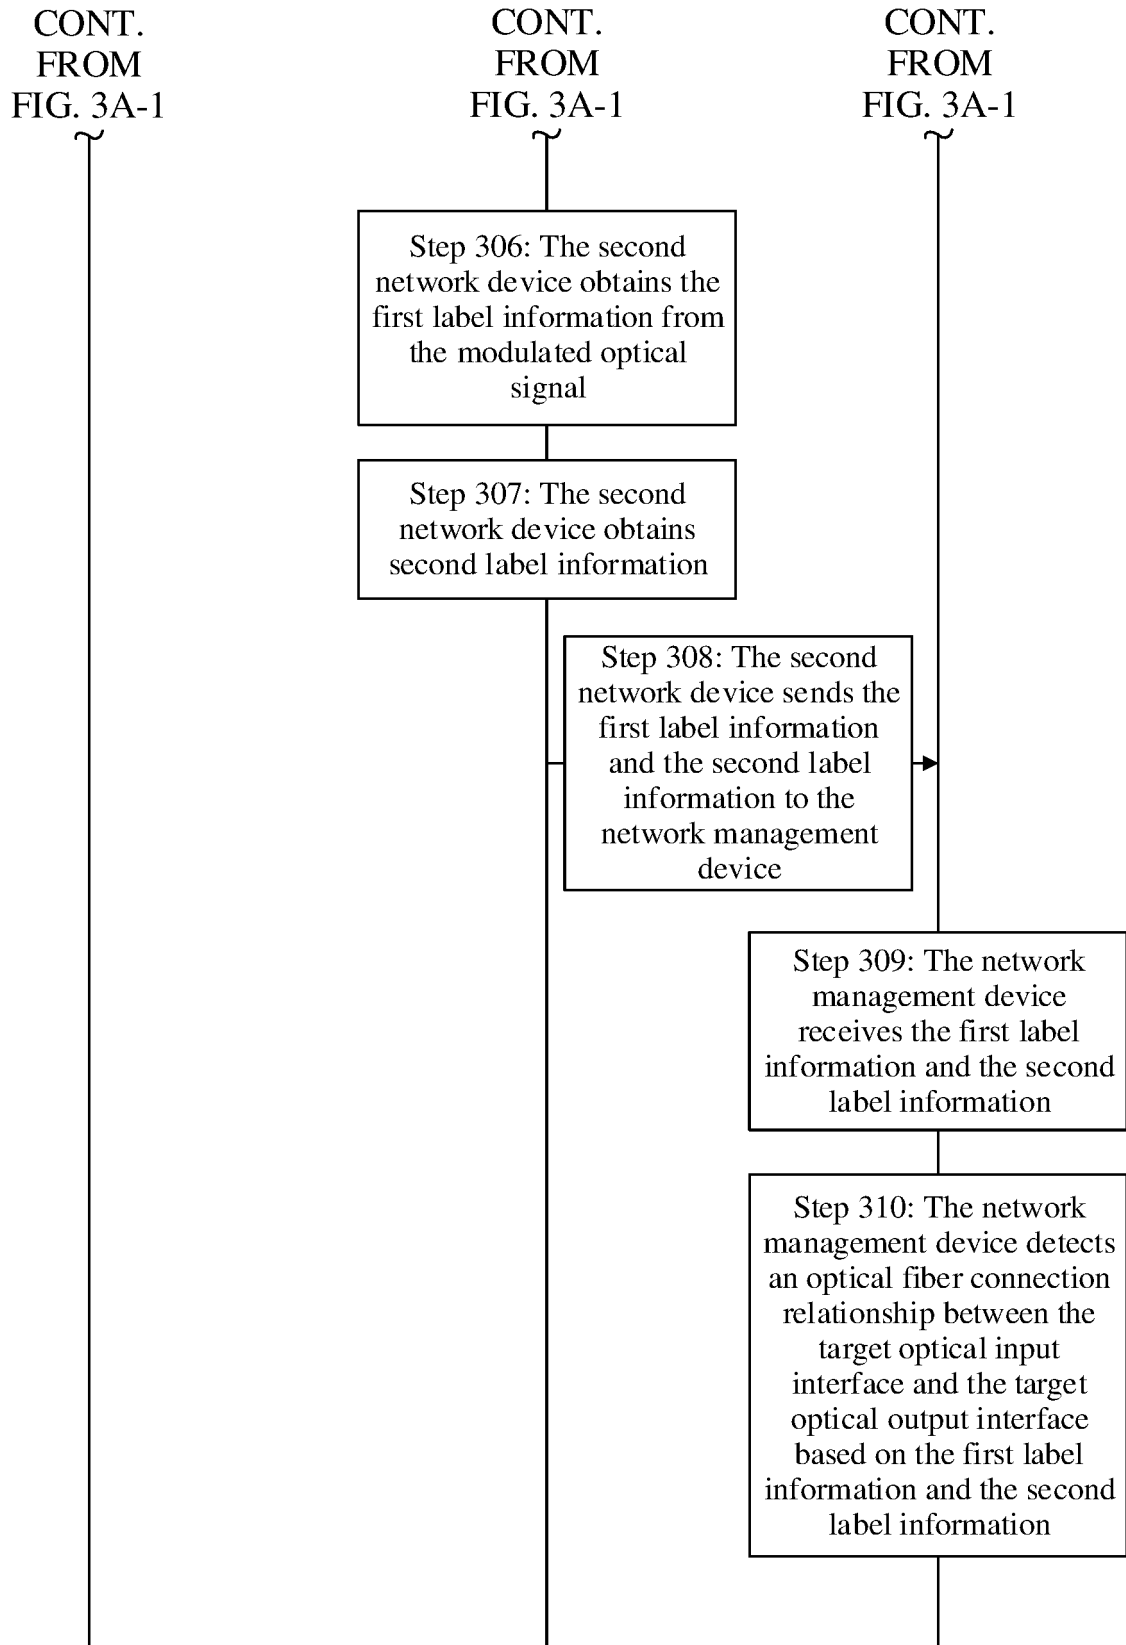 CONT.
FROM
FIG. 3A-1
CONT.
FROM
FIG. 3A-1
CONT.
FROM
FIG. 3A-1
Step 306: The second
network device obtains the
first label information from
the modulated optical
signal
Step 307: The second
network device obtains
second label information
Step 308: The second
network device sends the
first label information
and the second label
information to the
network management
device
Step 309: The network
management device
receives the first label
information and the second
label information
Step 310: The network
management device detects
an optical fiber connection
relationship between the
target optical input
interface and the target
optical output interface
based on the first label
information and the second
label information